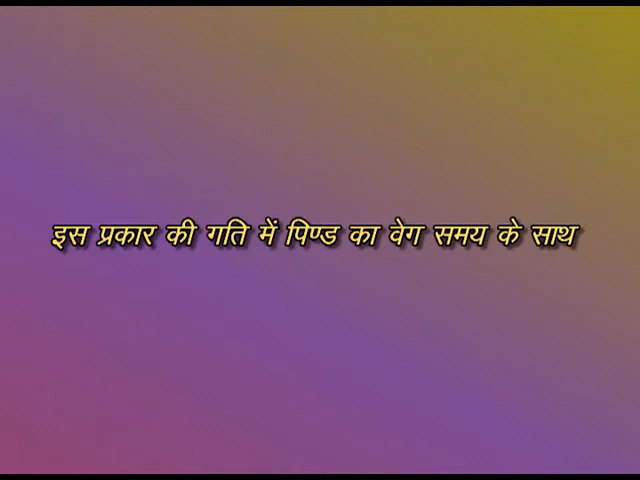 इस प्रकार की गति में पिण्ड का वेग समय के साथ